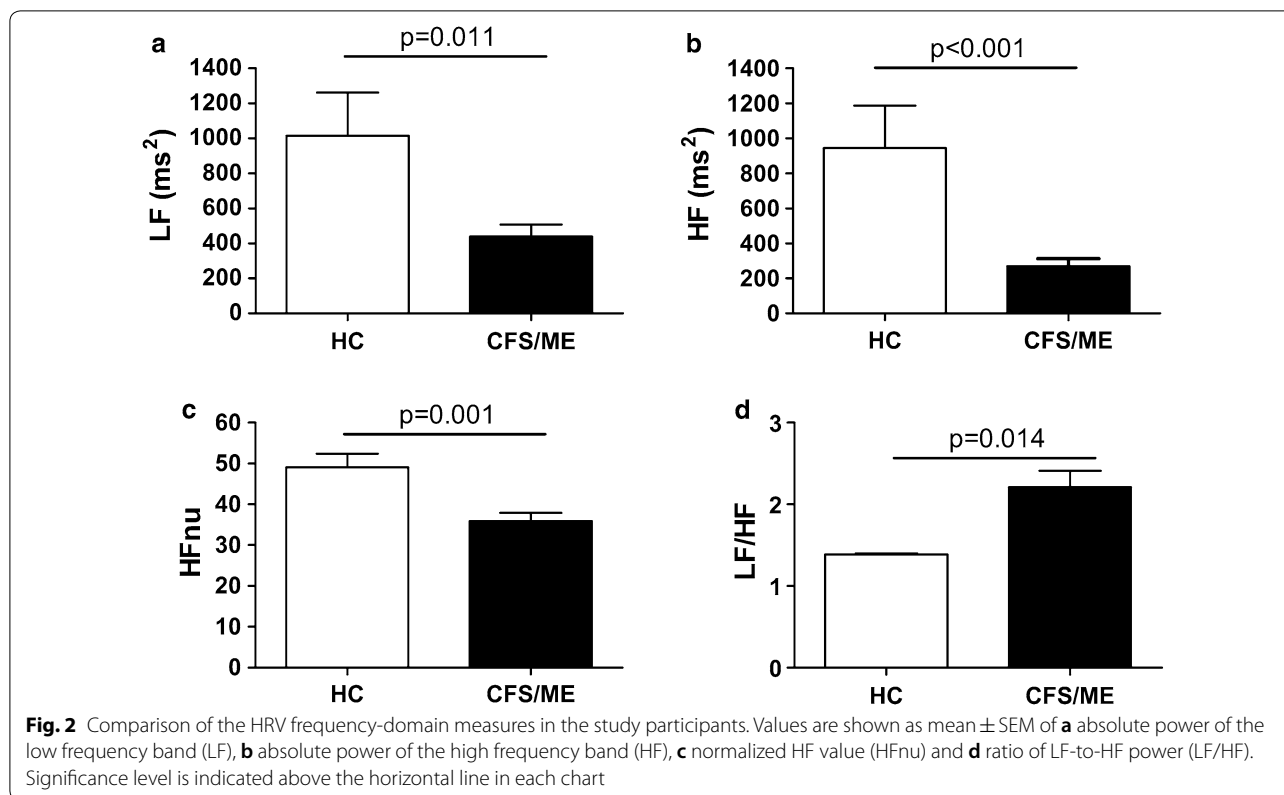 a
p=0.011
1400
1200
1000
800
600
400
200
0
LF (ms²)
HC
CFS/ME
b
p<0.001
1400
1200
1000
800
600
400
200
0
HF (ms²)
HC
CFS/ME
c
p=0.001
60
50
40
30
20
10
0
HFnu
HC
CFS/ME
d
p=0.014
3
2
1
0
LF/HF
HC
CFS/ME
Fig. 2 Comparison of the HRV frequency-domain measures in the study participants. Values are shown as mean ± SEM of a absolute power of the
low frequency band (LF), b absolute power of the high frequency band (HF), c normalized HF value (HFnu) and d ratio of LF-to-HF power (LF/HF).
Significance level is indicated above the horizontal line in each chart